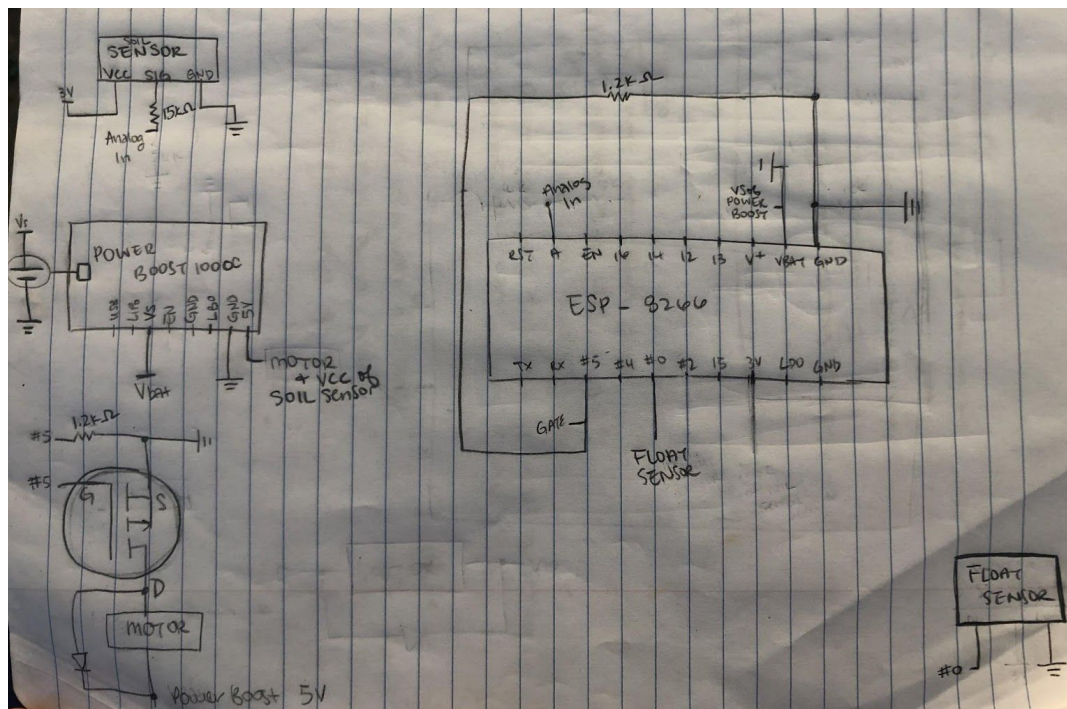 SOIL
SENSOR
VCC SIG GND
3V
15KΩ
Analog
In
Vs
POWER
BOOST 1000C
USB LIPO VS EN GND LBO GND 5V
Vbat
MOTOR
+ VCC of
SOIL Sensor
1.2KΩ
#5
#5
G
S
D
MOTOR
Power Boost 5V
1.2KΩ
Analog
In
POWER
BOOST
RST A EN 16 14 12 13 V+ VBAT GND
ESP-8266
TX RX #5 #4 #0 #2 15 3V LDO GND
GATE
FLOAT
SENSOR
FLOAT
SENSOR
#0